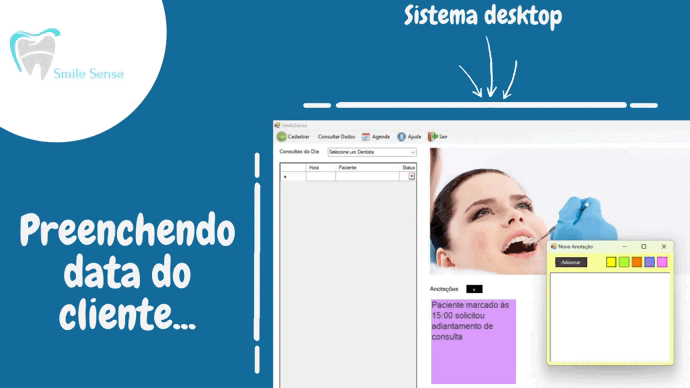 Sistema desktop
Smile Sense
Preenchendo
data do
cliente...
SmileSense
Cadastrar Consultar Dados Agenda Ajuda Sair
Consultas do Dia Selecione um Dentista
Hora Paciente Status
Anotações +
Paciente marcado às
15:00 solicitou
adiantamento de
consulta
Nova Anotação
Adicionar